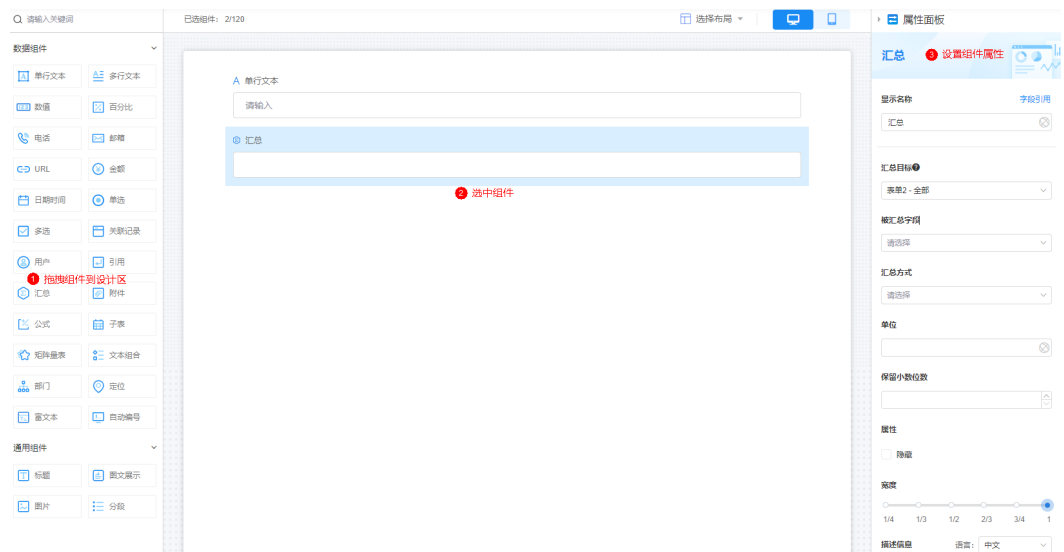 请输入关键词
已选组件: 2/120
选择布局
属性面板
数据组件
单行文本
多行文本
数值
百分比
电话
邮箱
URL
金额
日期时间
单选
多选
关联记录
用户
引用
1 拖拽组件到设计区
汇总
附件
公式
子表
矩阵量表
文本组合
部门
定位
富文本
自动编号
通用组件
标题
图文展示
图片
分段
A 单行文本
请输入
汇总
2 选中组件
汇总
3 设置组件属性
显示名称
字段引用
汇总
汇总目标
表单2 - 全部
被汇总字段
请选择
汇总方式
请选择
单位
保留小数位数
属性
隐藏
宽度
1/4 1/3 1/2 2/3 3/4 1
描述信息
语言: 中文